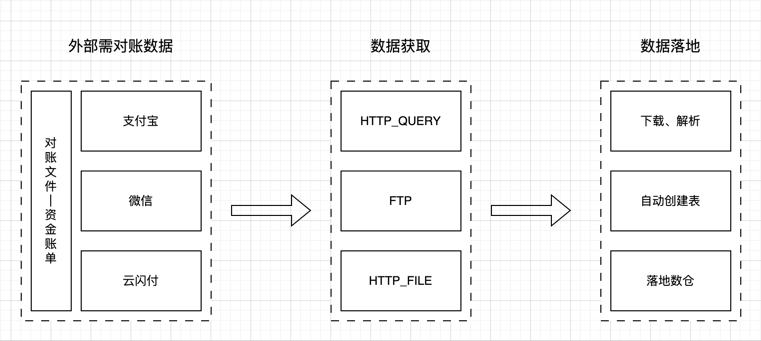 外部需对账数据
数据获取
数据落地
对账文件—资金账单
支付宝
微信
云闪付
HTTP_QUERY
FTP
HTTP_FILE
下载、解析
自动创建表
落地数仓